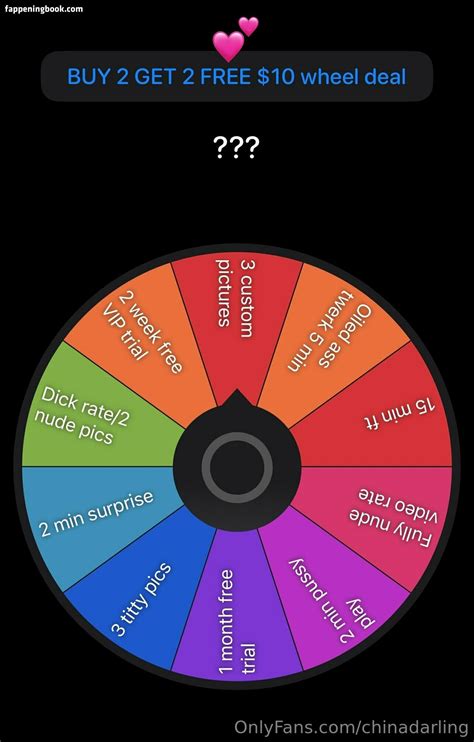 fappeningbook.com
BUY 2 GET 2 FREE $10 wheel deal
???
3 custom
pictures
Oiled ass
twerk 5 min
15 min ft
Fully nude
video rate
2 min pussy
play
1 month free
trial
3 titty pics
2 min surprise
Dick rate/2
nude pics
2 week free
VIP trial
OnlyFans.com/chinadarling